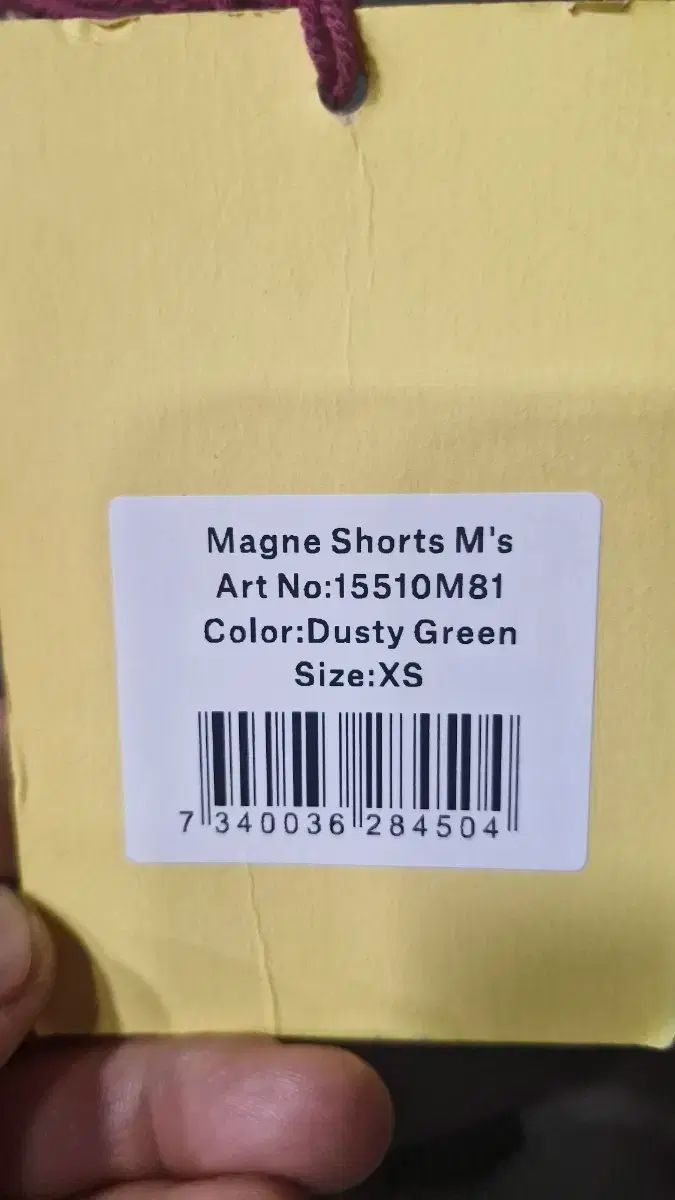 Magne Shorts M's
Art No:15510M81
Color:Dusty Green
Size:XS
7 340036 284504